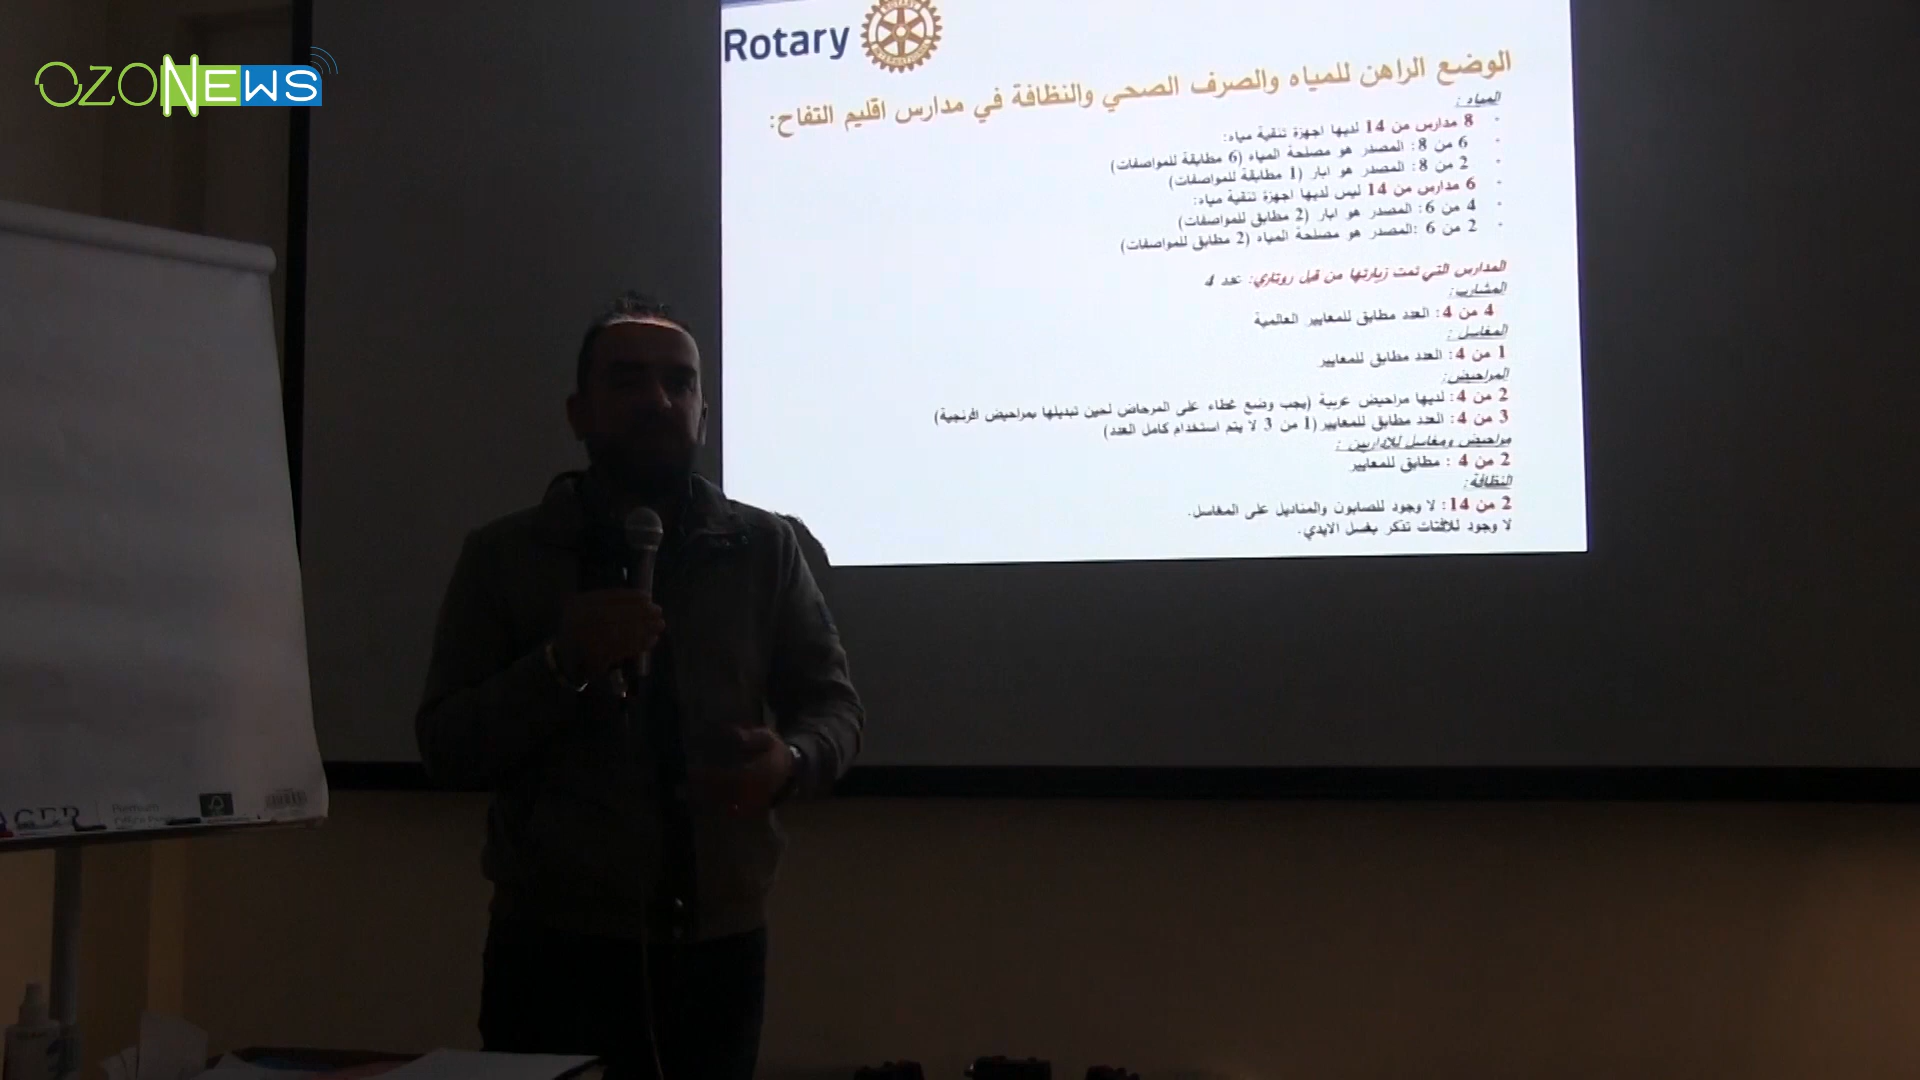 OZONEWS
Rotary
الوضع الراهن للمياه والصرف الصحي والنظافة في مدارس اقليم التفاح:
المياه :
- 8 مدارس من 14 لديها اجهزة تنقية مياه:
- 6 من 8: المصدر هو مصلحة المياه (6 مطابقة للمواصفات)
- 2 من 8: المصدر هو ابار (1 مطابقة للمواصفات)
- 6 مدارس من 14 ليس لديها اجهزة تنقية مياه:
- 4 من 6: المصدر هو ابار (2 مطابق للمواصفات)
- 2 من 6 :المصدر هو مصلحة المياه (2 مطابق للمواصفات)
المدارس التي تمت زيارتها من قبل روتاري: عدد 4
المشارب:
4 من 4: العدد مطابق للمعايير العالمية
المغاسل :
1 من 4: العدد مطابق للمعايير
المراحيض:
2 من 4: لديها مراحيض عربية (يجب وضع غطاء على المرحاض لحين تبديلها بمراحيض افرنجية)
3 من 4: العدد مطابق للمعايير(1 من 3 لا يتم استخدام كامل العدد)
مراحيض ومغاسل للاداريين :
2 من 4 : مطابق للمعايير
النظافة:
2 من 14: لا وجود للصابون والمناديل على المغاسل.
لا وجود للافتات تذكر بغسل الايدي.
Premium